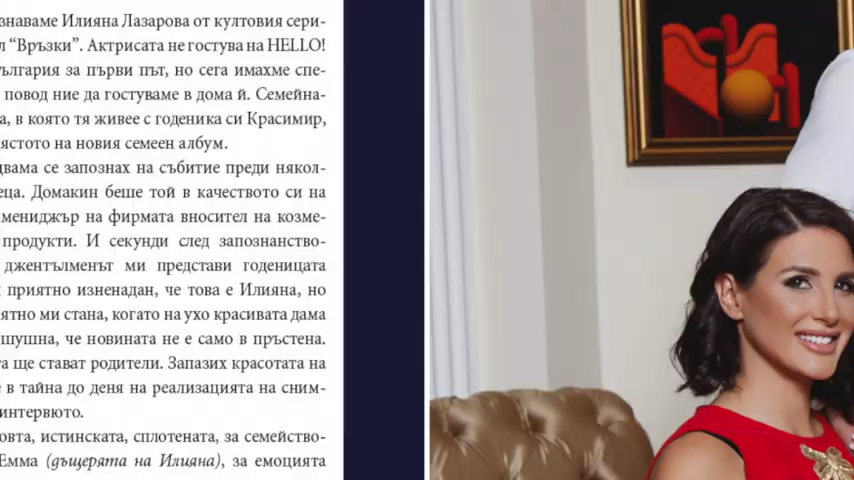 знаваме Илияна Лазарова от култовия сери-
л “Връзки”. Актрисата не гостува на HELLO!
ългария за първи път, но сега имахме спе-
повод ние да гостуваме в дома ѝ. Семейна-
а, в която тя живее с годеника си Красимир,
ястото на новия семеен албум.
двама се запознах на събитие преди някол-
еца. Домакин беше той в качеството си на
мениджър на фирмата вносител на козме-
продукти. И секунди след запознанство-
джентълменът ми представи годеницата
приятно изненадан, че това е Илияна, но
ятно ми стана, когато на ухо красивата дама
шушна, че новината не е само в пръстена.
а ще стават родители. Запазих красотата на
в тайна до деня на реализацията на сним-
интервюто.
овта, истинската, сплотената, за семейство-
Емма (дъщерята на Илияна), за емоцията